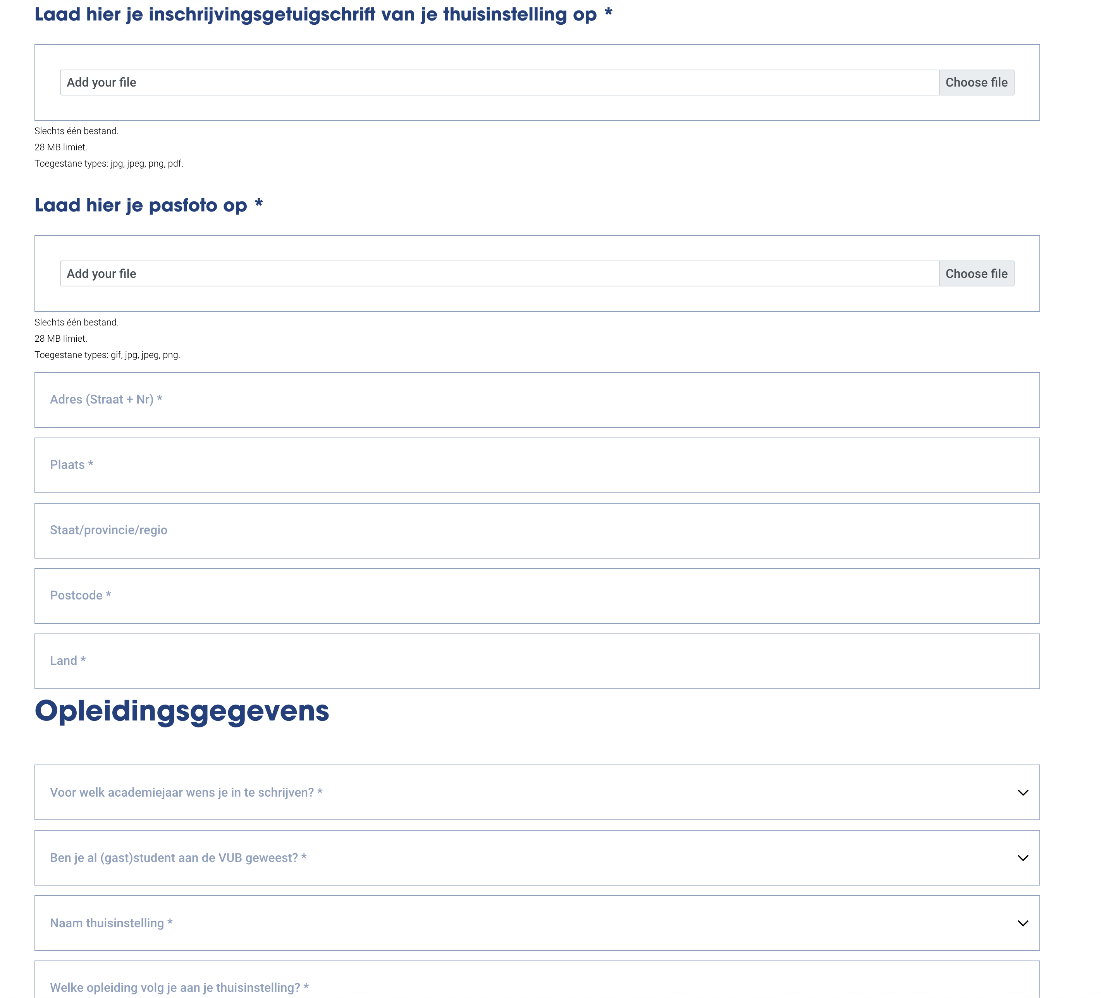 Laad hier je inschrijvingsgetuigschrift van je thuisinstelling op *
Add your file
Choose file
Slechts één bestand.
28 MB limiet.
Toegestane types: jpg, jpeg, png, pdf.
Laad hier je pasfoto op *
Add your file
Choose file
Slechts één bestand.
28 MB limiet.
Toegestane types: gif, jpg, jpeg, png.
Adres (Straat + Nr) *
Plaats *
Staat/provincie/regio
Postcode *
Land *
Opleidingsgegevens
Voor welk academiejaar wens je in te schrijven? *
Ben je al (gast)student aan de VUB geweest? *
Naam thuisinstelling *
Welke opleiding volg je aan je thuisinstelling? *